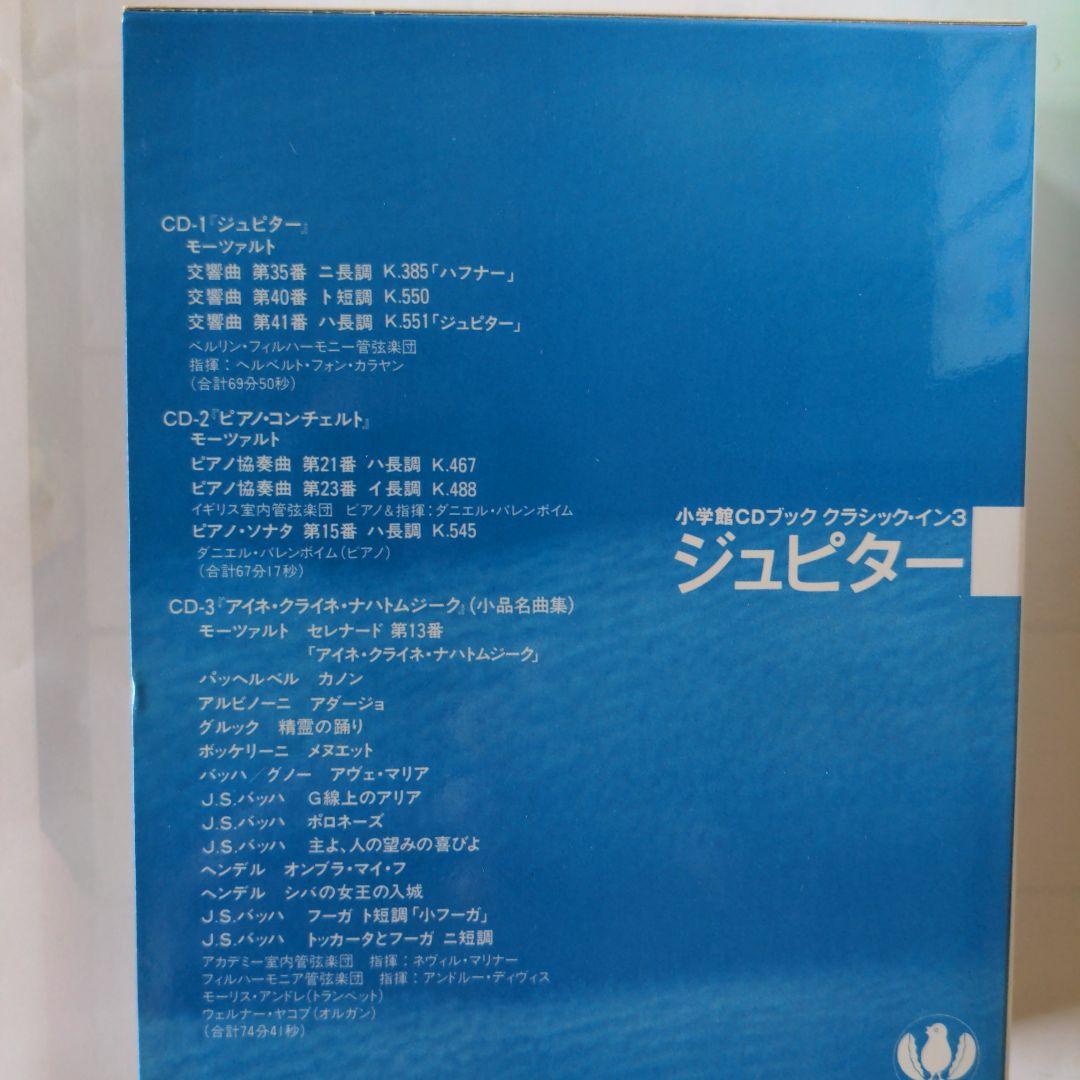 CD-1『ジュピター』
モーツァルト
交響曲 第35番 ニ長調 K.385「ハフナー」
交響曲 第40番 ト短調 K.550
交響曲 第41番 ハ長調 K.551「ジュピター」
ベルリン・フィルハーモニー管弦楽団
指揮：ヘルベルト・フォン・カラヤン
（合計69分50秒）
CD-2『ピアノ・コンチェルト』
モーツァルト
ピアノ協奏曲 第21番 ハ長調 K.467
ピアノ協奏曲 第23番 イ長調 K.488
イギリス室内管弦楽団 ピアノ&指揮：ダニエル・バレンボイム
ピアノ・ソナタ 第15番 ハ長調 K.545
ダニエル・バレンボイム（ピアノ）
（合計67分17秒）
CD-3『アイネ・クライネ・ナハトムジーク』（小品名曲集）
モーツァルト セレナード 第13番
「アイネ・クライネ・ナハトムジーク」
パッヘルベル カノン
アルビノーニ アダージョ
グルック 精霊の踊り
ボッケリーニ メヌエット
バッハ／グノー アヴェ・マリア
J.S.バッハ G線上のアリア
J.S.バッハ ポロネーズ
J.S.バッハ 主よ、人の望みの喜びよ
ヘンデル オンブラ・マイ・フ
ヘンデル シバの女王の入城
J.S.バッハ フーガ ト短調「小フーガ」
J.S.バッハ トッカータとフーガ ニ短調
アカデミー室内管弦楽団 指揮：ネヴィル・マリナー
フィルハーモニア管弦楽団 指揮：アンドルー・デイヴィス
モーリス・アンドレ（トランペット）
ウェルナー・ヤコブ（オルガン）
（合計74分41秒）
小学館CDブック クラシック・イン3
ジュピター